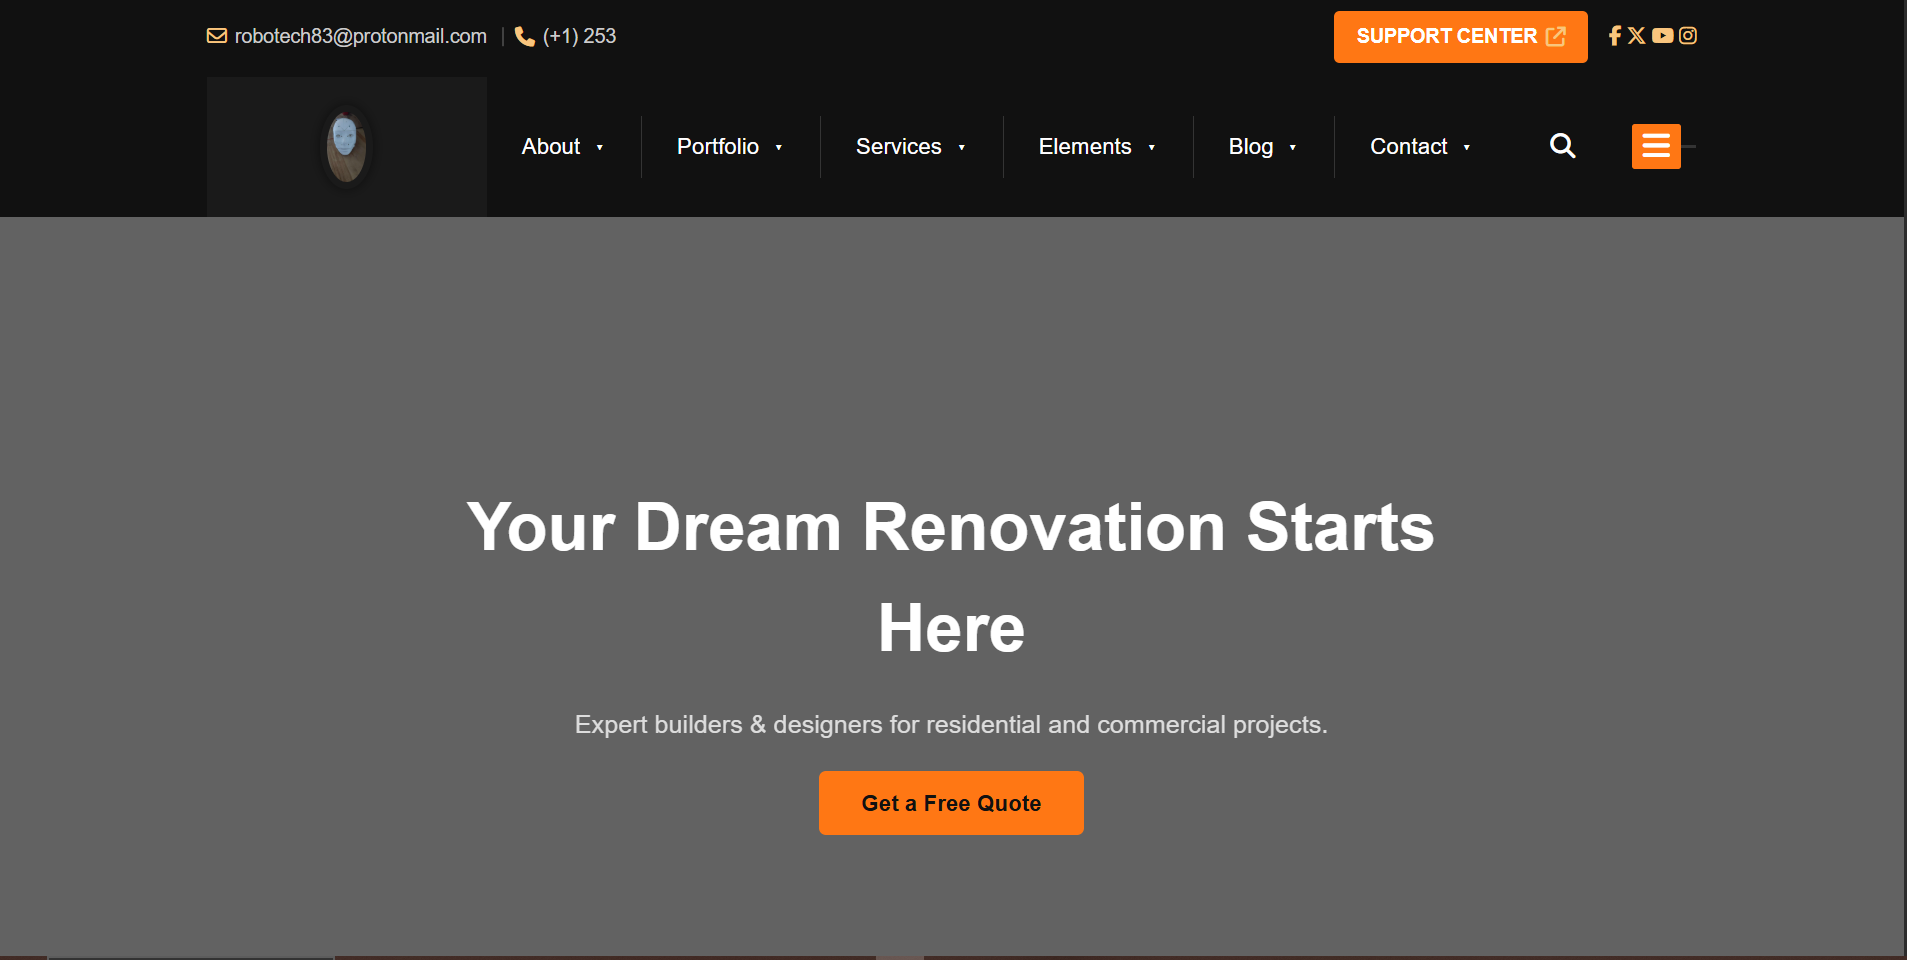 robotech83@protonmail.com
(+1) 253
SUPPORT CENTER
About
Portfolio
Services
Elements
Blog
Contact
Your Dream Renovation Starts
Here
Expert builders & designers for residential and commercial projects.
Get a Free Quote